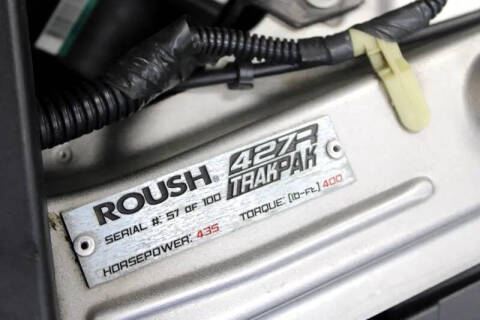 ROUSH® 427R TRAKPAK
SERIAL #: 57 OF 100
HORSEPOWER: 435 TORQUE: (lb-ft.) 400